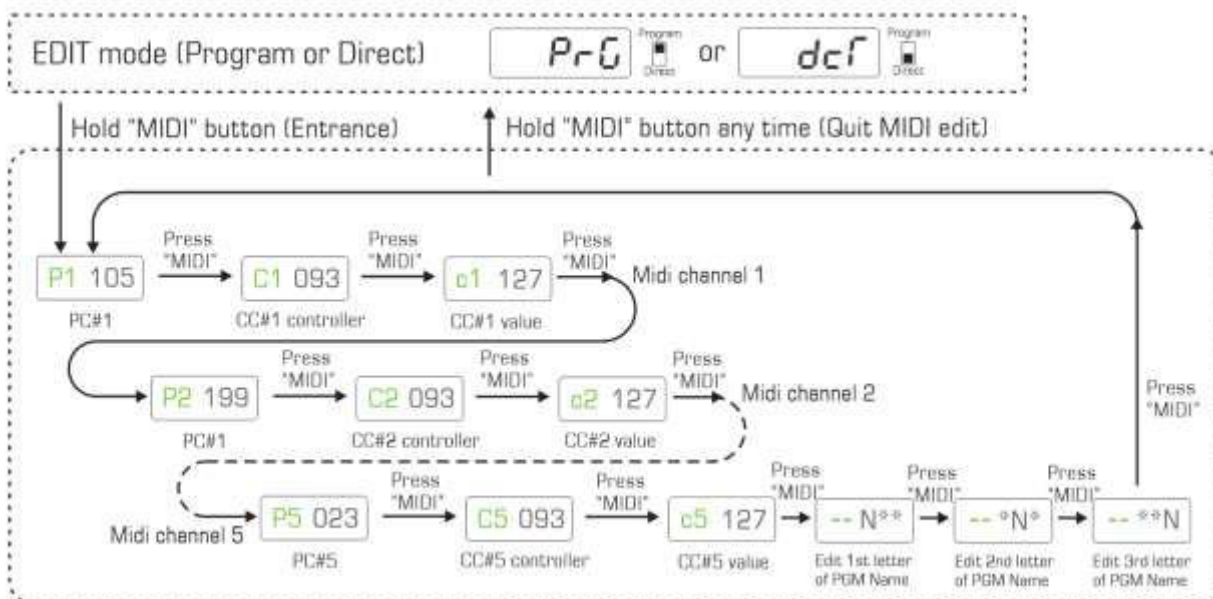 EDIT mode (Program or Direct)
PrG
Program
Direct
or
dcT
Program
Direct
Hold "MIDI" button (Entrance)
Hold "MIDI" button any time (Quit MIDI edit)
Press
"MIDI"
Press
"MIDI"
Press
"MIDI"
P1 105
C1 093
c1 127
Midi channel 1
PC#1
CC#1 controller
CC#1 value
Press
"MIDI"
Press
"MIDI"
Press
"MIDI"
P2 199
C2 093
c2 127
Midi channel 2
PC#1
CC#2 controller
CC#2 value
Press
"MIDI"
Press
"MIDI"
Press
"MIDI"
Press
"MIDI"
Press
"MIDI"
Press
"MIDI"
Midi channel 5
P5 023
C5 093
c5 127
-- N**
-- *N*
-- **N
PC#5
CC#5 controller
CC#5 value
Edit 1st letter
of PGM Name
Edit 2nd letter
of PGM Name
Edit 3rd letter
of PGM Name